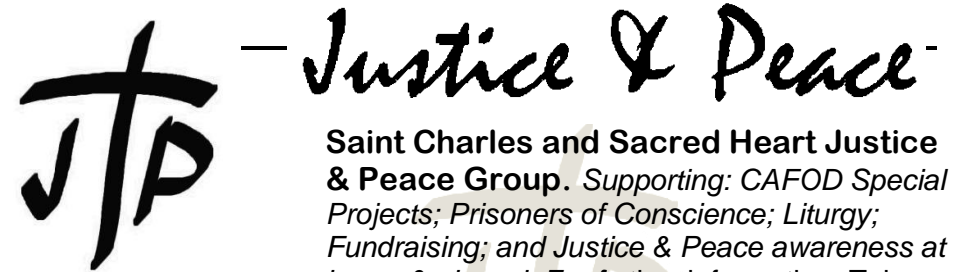 JP
– Justice & Peace -
Saint Charles and Sacred Heart Justice
& Peace Group. Supporting: CAFOD Special
Projects; Prisoners of Conscience; Liturgy;
Fundraising; and Justice & Peace awareness at